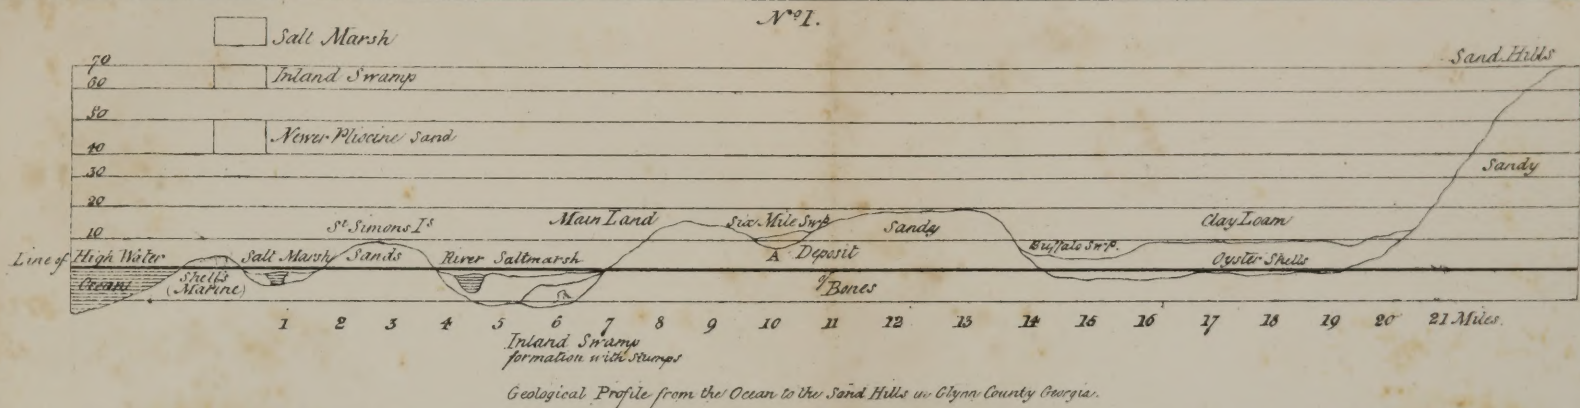 No I.
Salt Marsh
Inland Swamp
Newer Pliocine Sand
70
60
50
40
30
20
10
Sand Hills
Sandy
St Simons Is
Main Land
Six Mile Swp
Sandy
Clay Loam
Line of High Water
Salt Marsh
Sands
River Saltmarsh
A Deposit
Buffalo Swp.
Oyster Shells
Ocean
Shells
(Marine)
of
Bones
1 2 3 4 5 6 7 8 9 10 11 12 13 14 15 16 17 18 19 20 21 Miles.
Inland Swamp
formation with stumps
Geological Profile from the Ocean to the Sand Hills in Glynn County Georgia.